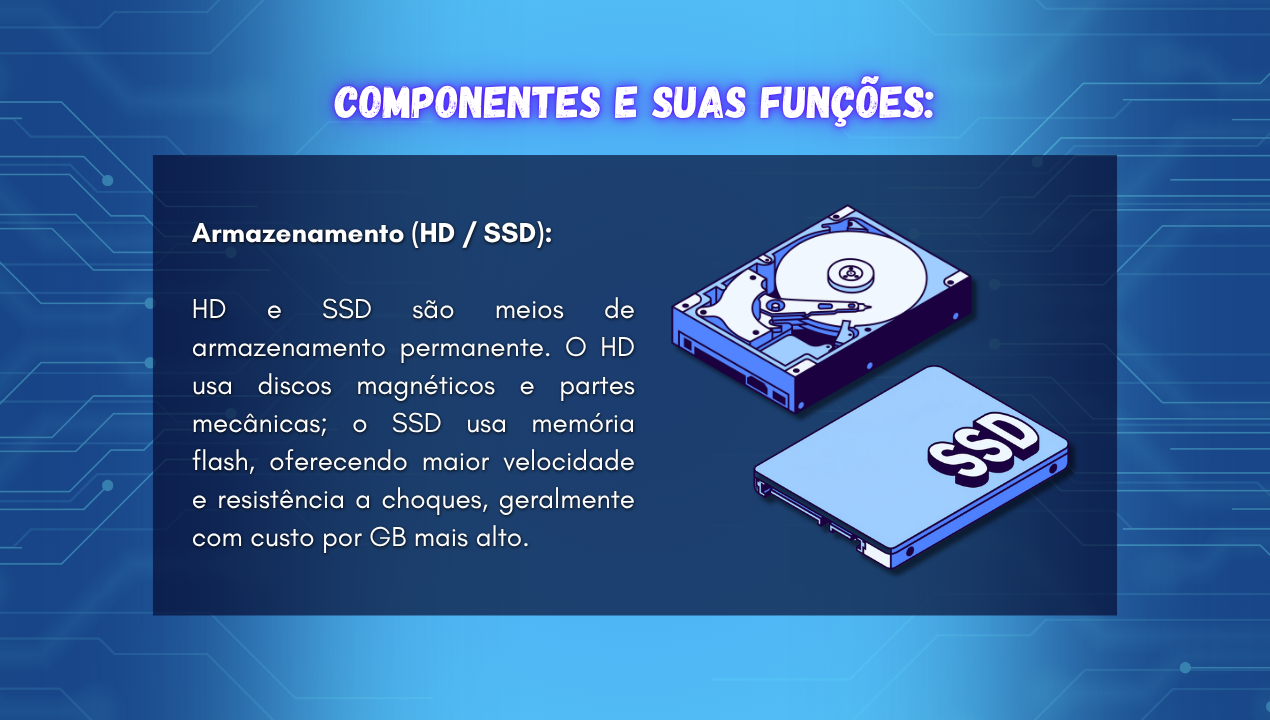 COMPONENTES E SUAS FUNÇÕES:
Armazenamento (HD / SSD):
HD e SSD são meios de
armazenamento permanente. O HD
usa discos magnéticos e partes
mecânicas; o SSD usa memória
flash, oferecendo maior velocidade
e resistência a choques, geralmente
com custo por GB mais alto.
SSD